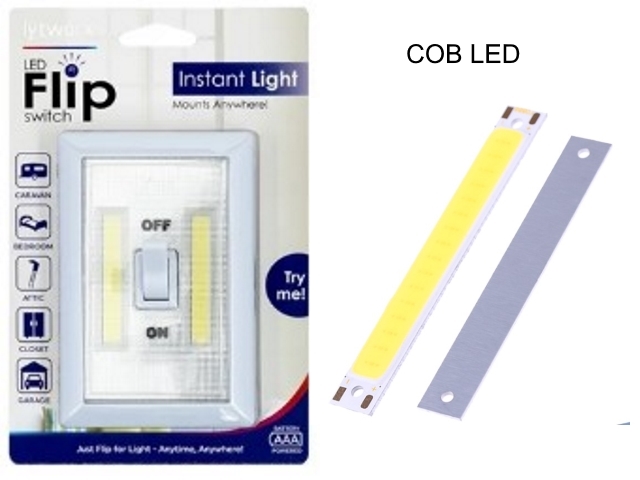 lytworx
LED
Flip
switch
Instant Light
Mounts Anywhere!
COB LED
CARAVAN
BEDROOM
ATTIC
CLOSET
GARAGE
OFF
ON
Try
me!
Just Flip for Light - Anytime, Anywhere!
BATTERY
AAA
POWERED